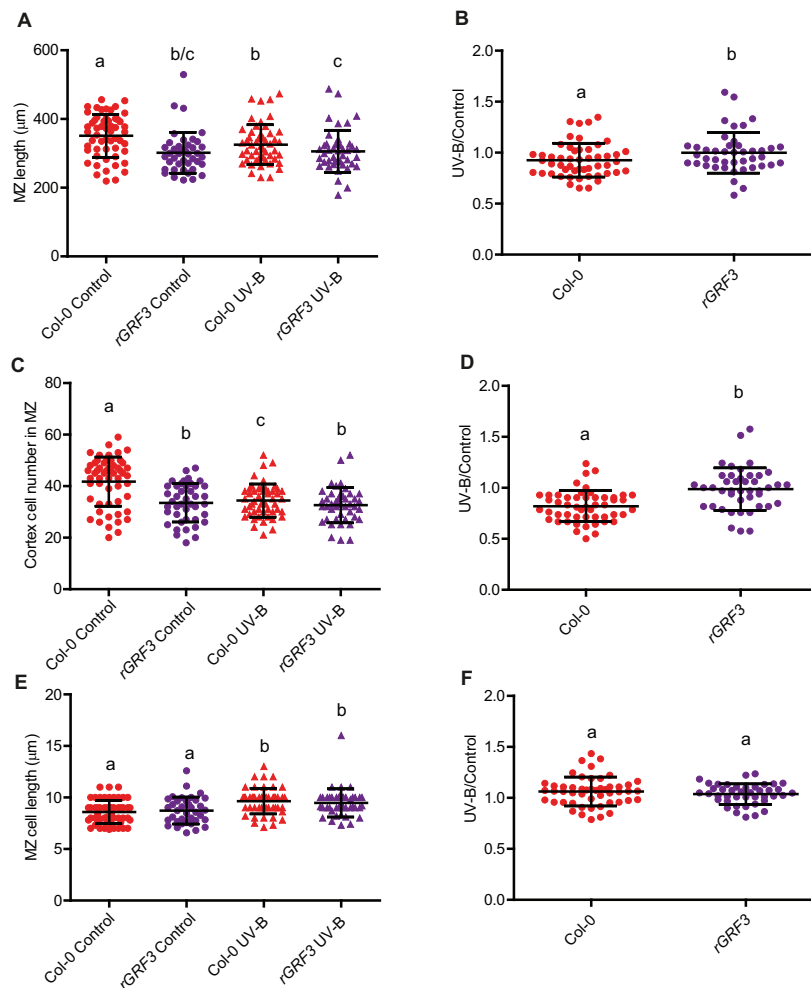 A
600
400
200
0
MZ length (μm)
a
b/c
b
c
Col-0 Control
rGRF3 Control
Col-0 UV-B
rGRF3 UV-B
B
2.0
1.5
1.0
0.5
0.0
UV-B/Control
a
b
Col-0
rGRF3
C
80
60
40
20
0
Cortex cell number in MZ
a
b
c
b
Col-0 Control
rGRF3 Control
Col-0 UV-B
rGRF3 UV-B
D
2.0
1.5
1.0
0.5
0.0
UV-B/Control
a
b
Col-0
rGRF3
E
20
15
10
5
0
MZ cell length (μm)
a
a
b
b
Col-0 Control
rGRF3 Control
Col-0 UV-B
rGRF3 UV-B
F
2.0
1.5
1.0
0.5
0.0
UV-B/Control
a
a
Col-0
rGRF3